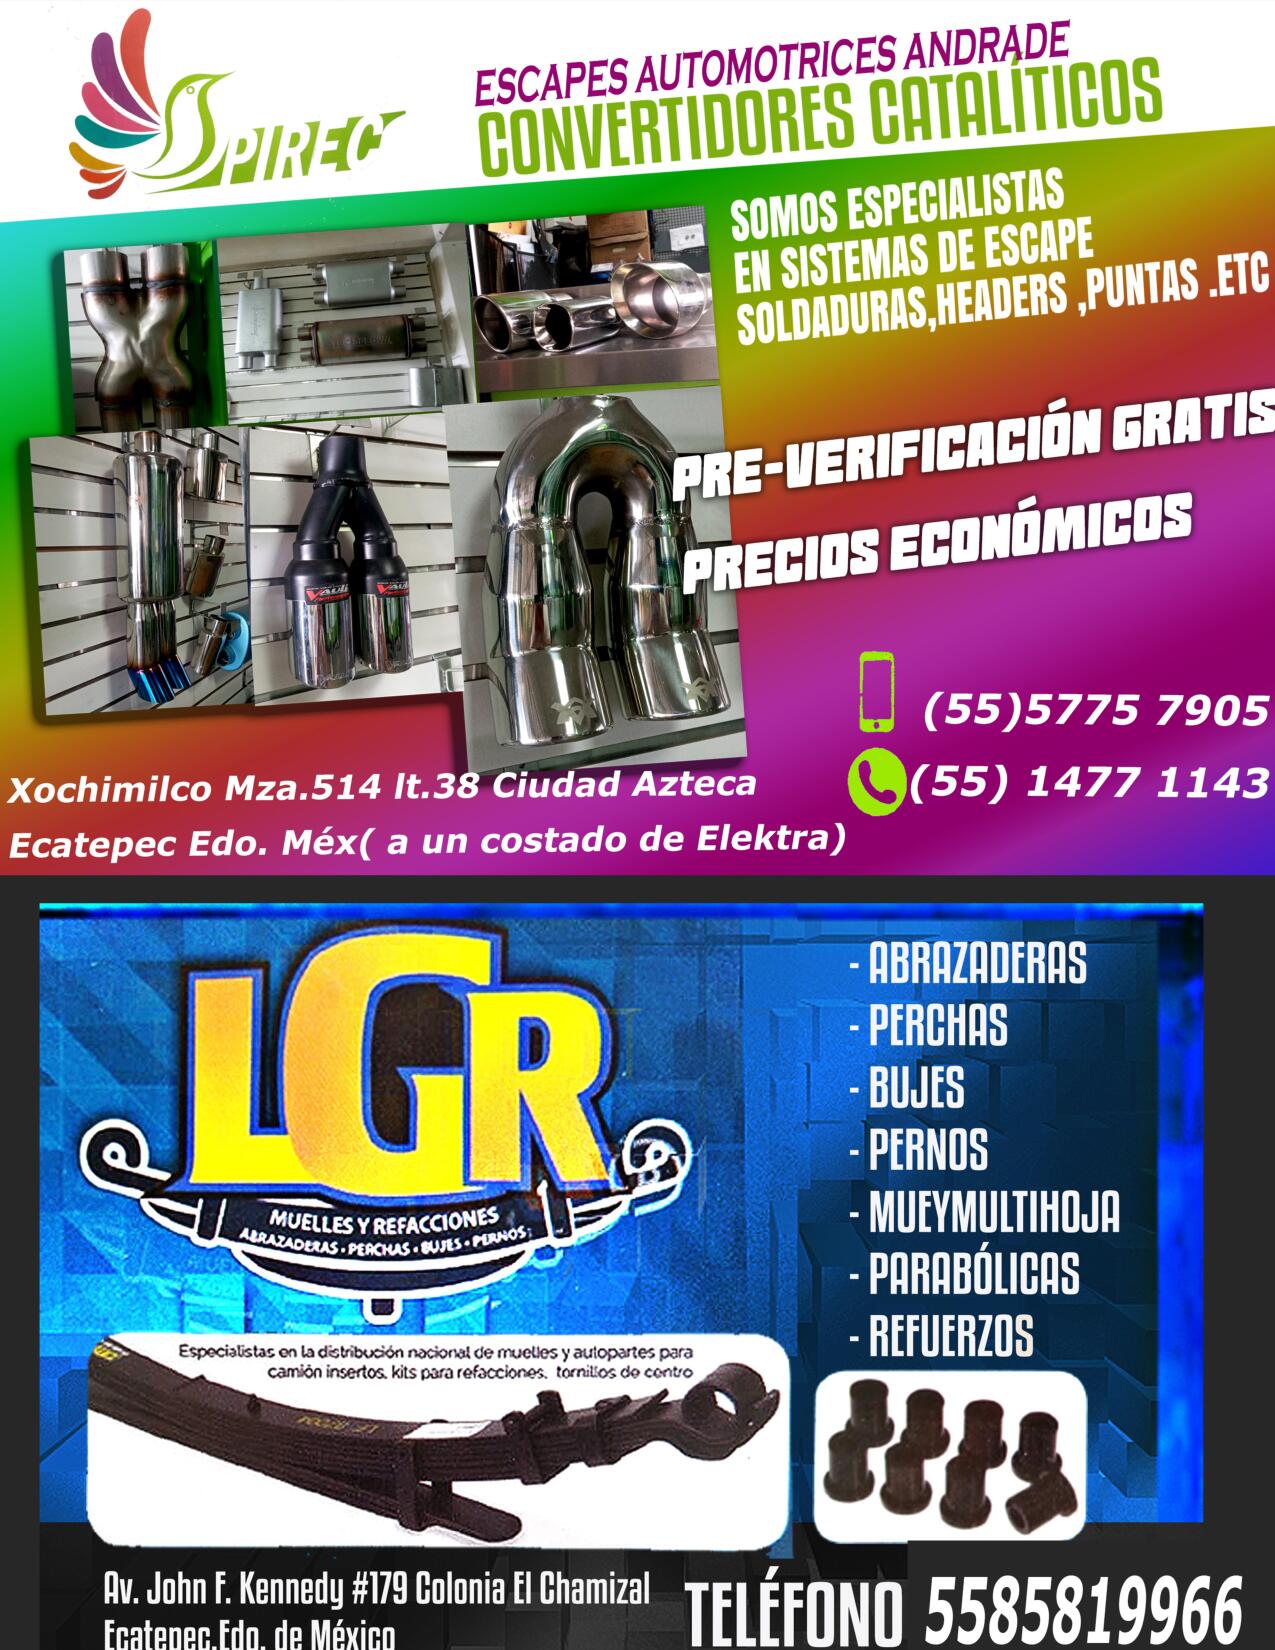 SPIREC
ESCAPES AUTOMOTRICES ANDRADE
CONVERTIDORES CATALÍTICOS
SOMOS ESPECIALISTAS
EN SISTEMAS DE ESCAPE
SOLDADURAS,HEADERS ,PUNTAS .ETC
PRE-VERIFICACIÓN GRATIS
PRECIOS ECONÓMICOS
VAULT
(55)5775 7905
(55) 1477 1143
Xochimilco Mza.514 lt.38 Ciudad Azteca
Ecatepec Edo. Méx( a un costado de Elektra)
LGR
MUELLES Y REFACCIONES
ABRAZADERAS • PERCHAS • BUJES • PERNOS
- ABRAZADERAS
- PERCHAS
- BUJES
- PERNOS
- MUEYMULTIHOJA
- PARABÓLICAS
- REFUERZOS
Especialistas en la distribución nacional de muelles y autopartes para
camión insertos, kits para refacciones, tornillos de centro
Av. John F. Kennedy #179 Colonia El Chamizal
Ecatepec,Edo. de México
TELÉFONO 5585819966